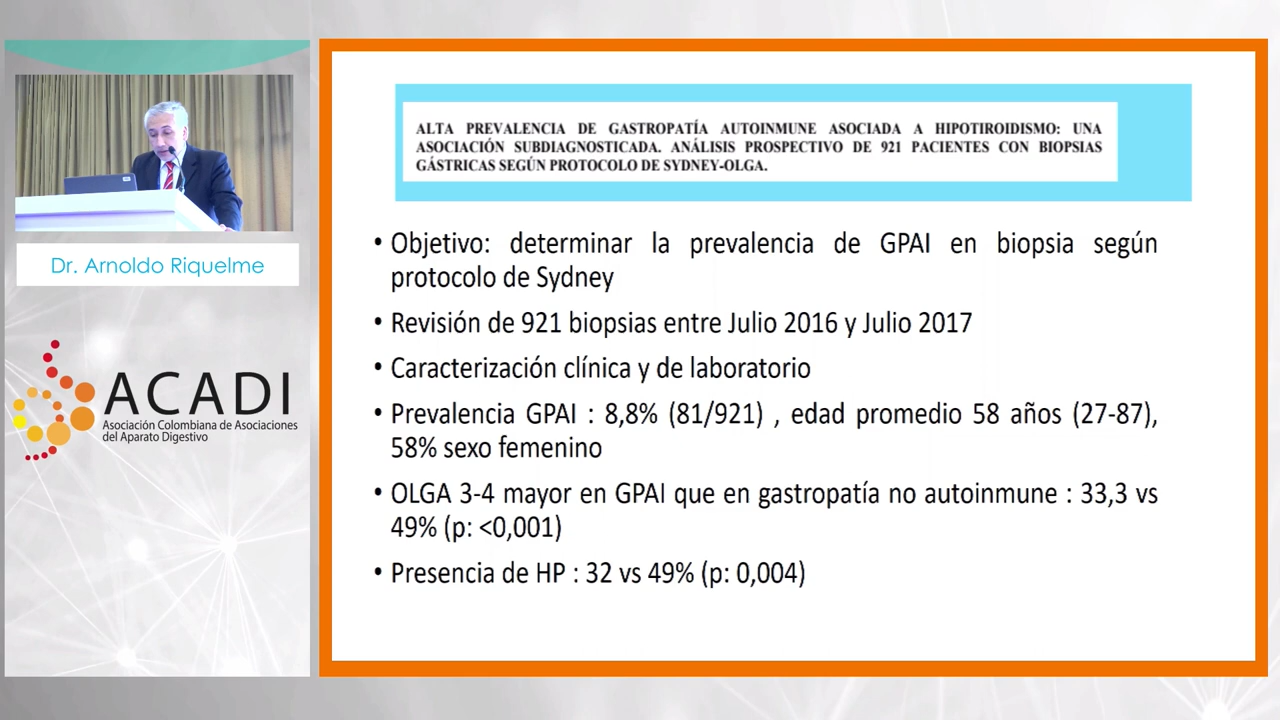 ALTA PREVALENCIA DE GASTROPATÍA AUTOINMUNE ASOCIADA A HIPOTIROIDISMO: UNA
ASOCIACIÓN SUBDIAGNOSTICADA. ANÁLISIS PROSPECTIVO DE 921 PACIENTES CON BIOPSIAS
GÁSTRICAS SEGÚN PROTOCOLO DE SYDNEY-OLGA.
• Objetivo: determinar la prevalencia de GPAI en biopsia según
protocolo de Sydney
• Revisión de 921 biopsias entre Julio 2016 y Julio 2017
• Caracterización clínica y de laboratorio
• Prevalencia GPAI : 8,8% (81/921) , edad promedio 58 años (27-87),
58% sexo femenino
• OLGA 3-4 mayor en GPAI que en gastropatía no autoinmune : 33,3 vs
49% (p: <0,001)
• Presencia de HP : 32 vs 49% (p: 0,004)
Dr. Arnoldo Riquelme
ACADI
Asociación Colombiana de Asociaciones
del Aparato Digestivo